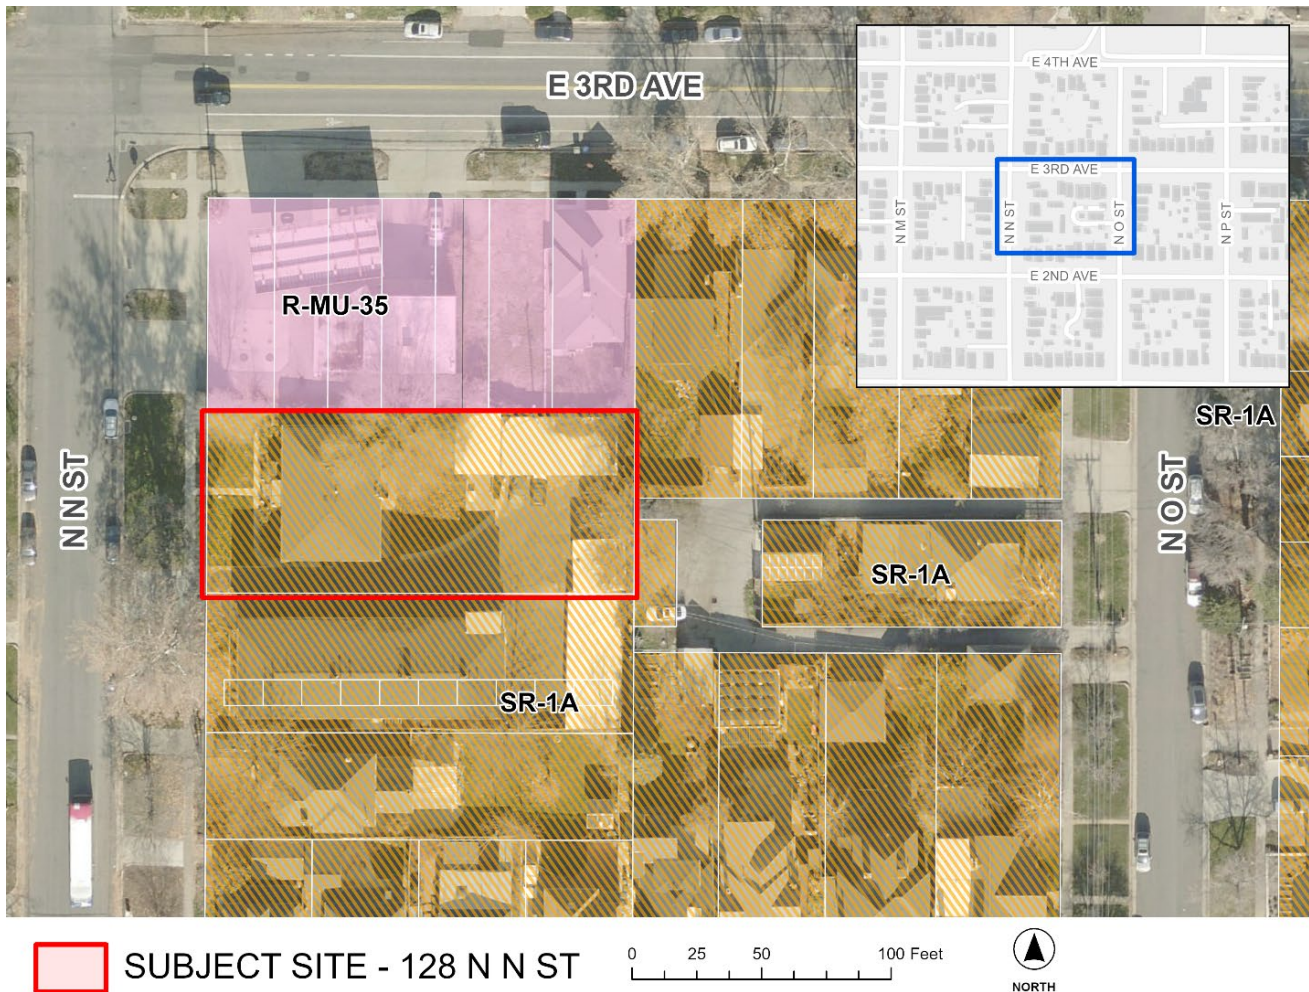 E 3RD AVE
E 4TH AVE
E 3RD AVE
N M ST
N N ST
N O ST
N P ST
E 2ND AVE
R-MU-35
SR-1A
N N ST
N O ST
SR-1A
SR-1A
SUBJECT SITE - 128 N N ST
0 25 50 100 Feet
NORTH